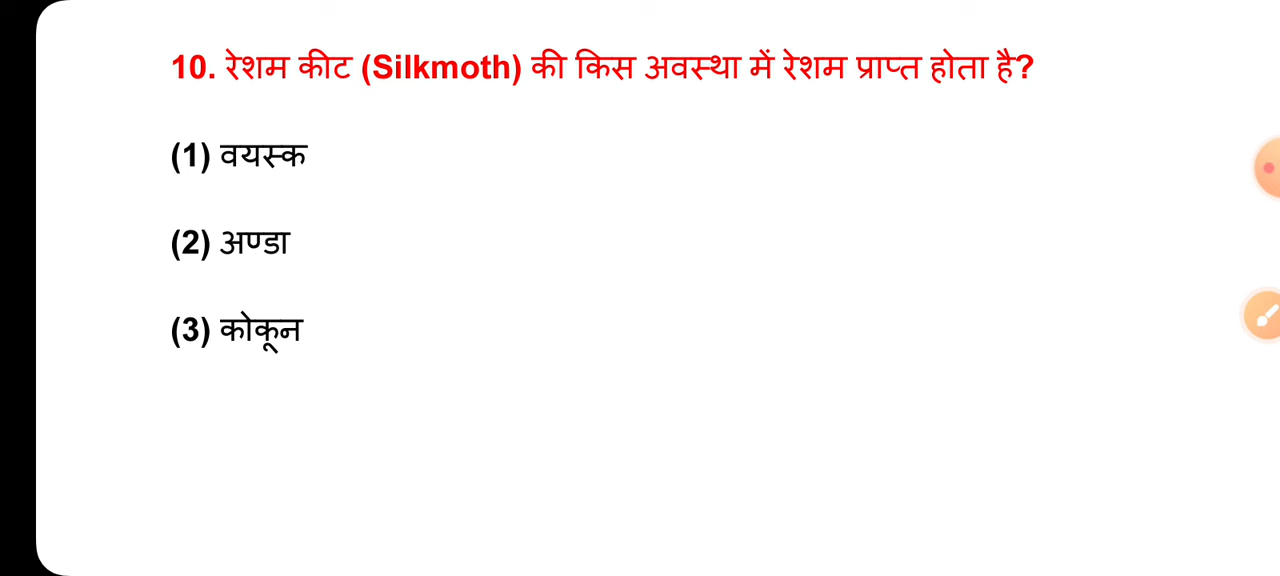 10. रेशम कीट (Silkmoth) की किस अवस्था में रेशम प्राप्त होता है?
(1) वयस्क
(2) अण्डा
(3) कोकून